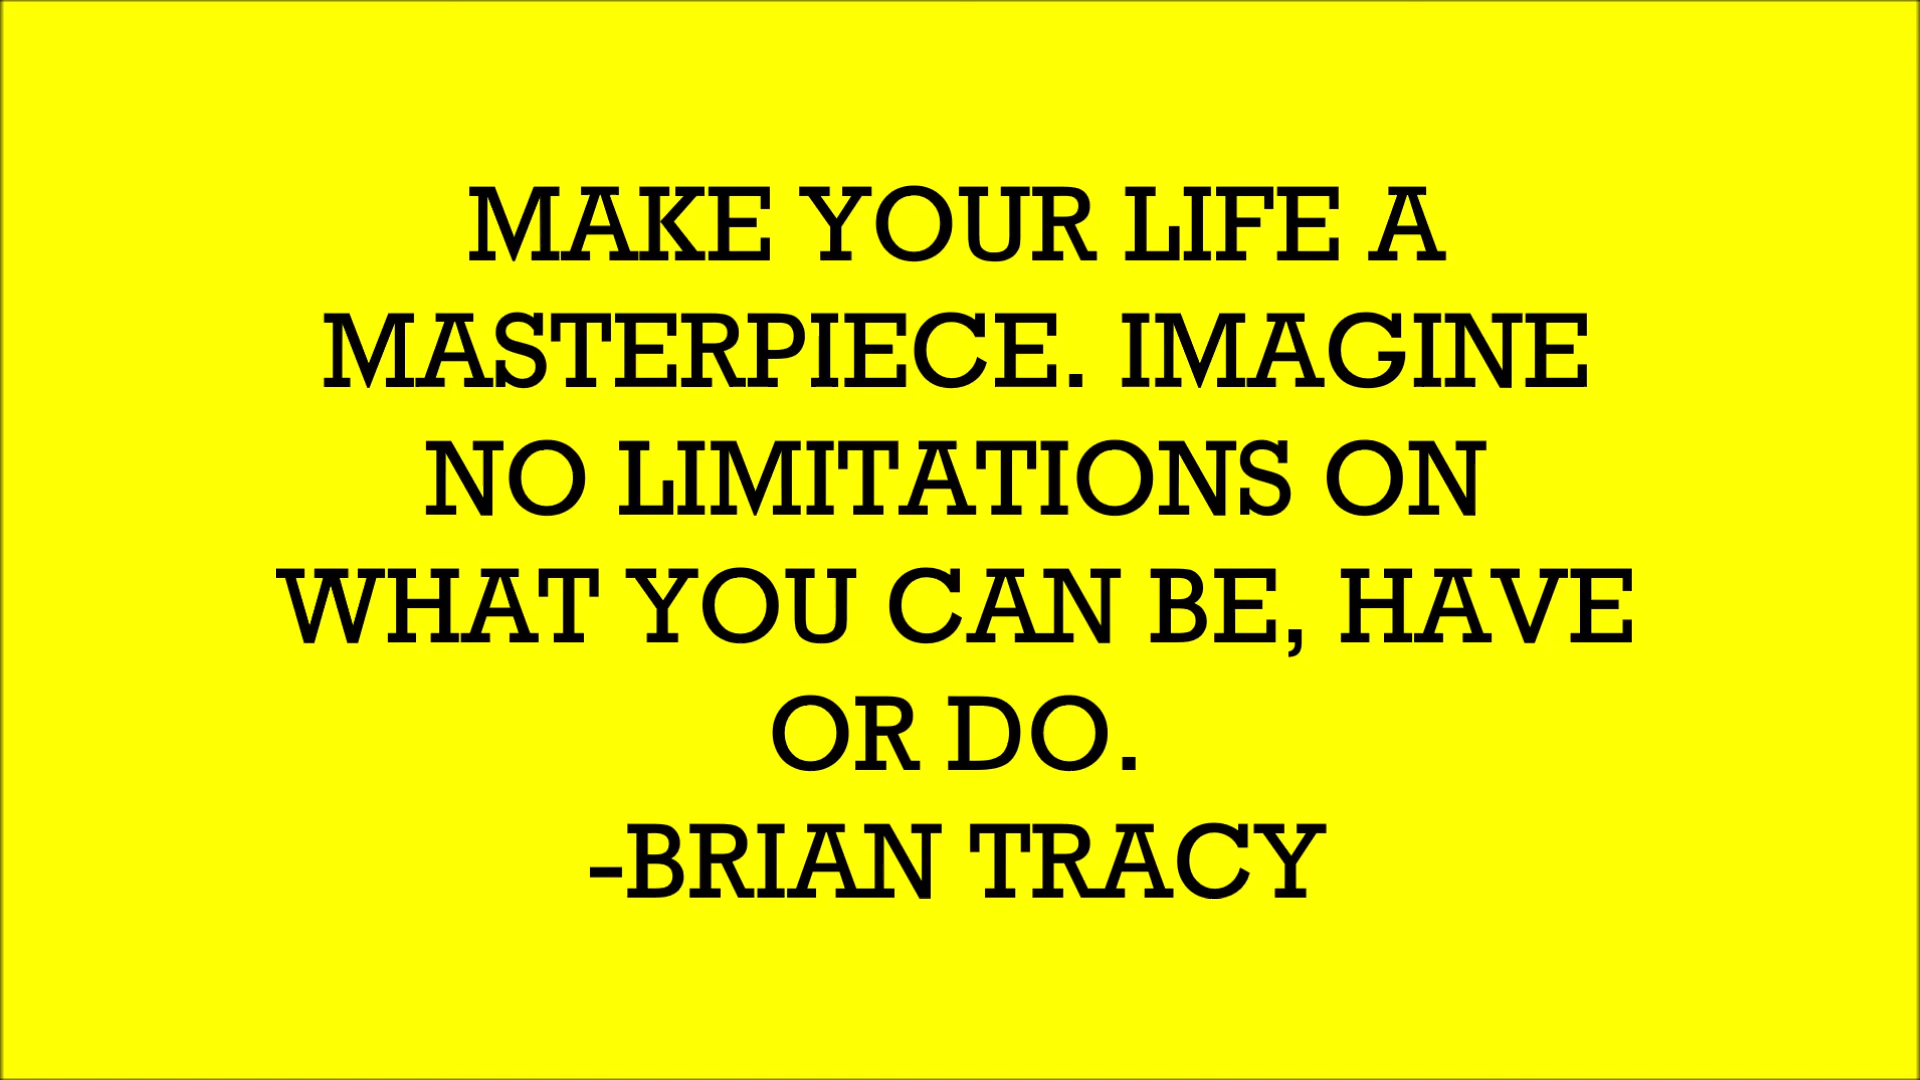 MAKE YOUR LIFE A
MASTERPIECE. IMAGINE
NO LIMITATIONS ON
WHAT YOU CAN BE, HAVE
OR DO.
-BRIAN TRACY